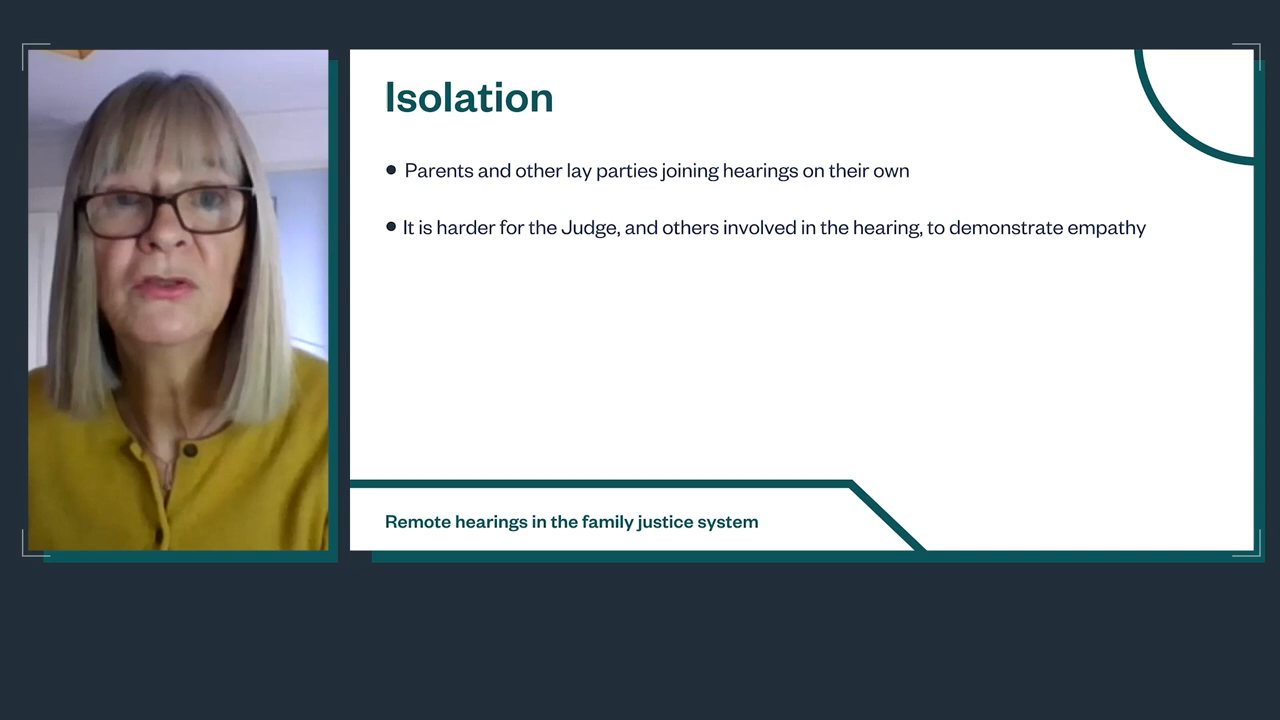 Isolation
● Parents and other lay parties joining hearings on their own
● It is harder for the Judge, and others involved in the hearing, to demonstrate empathy
Remote hearings in the family justice system